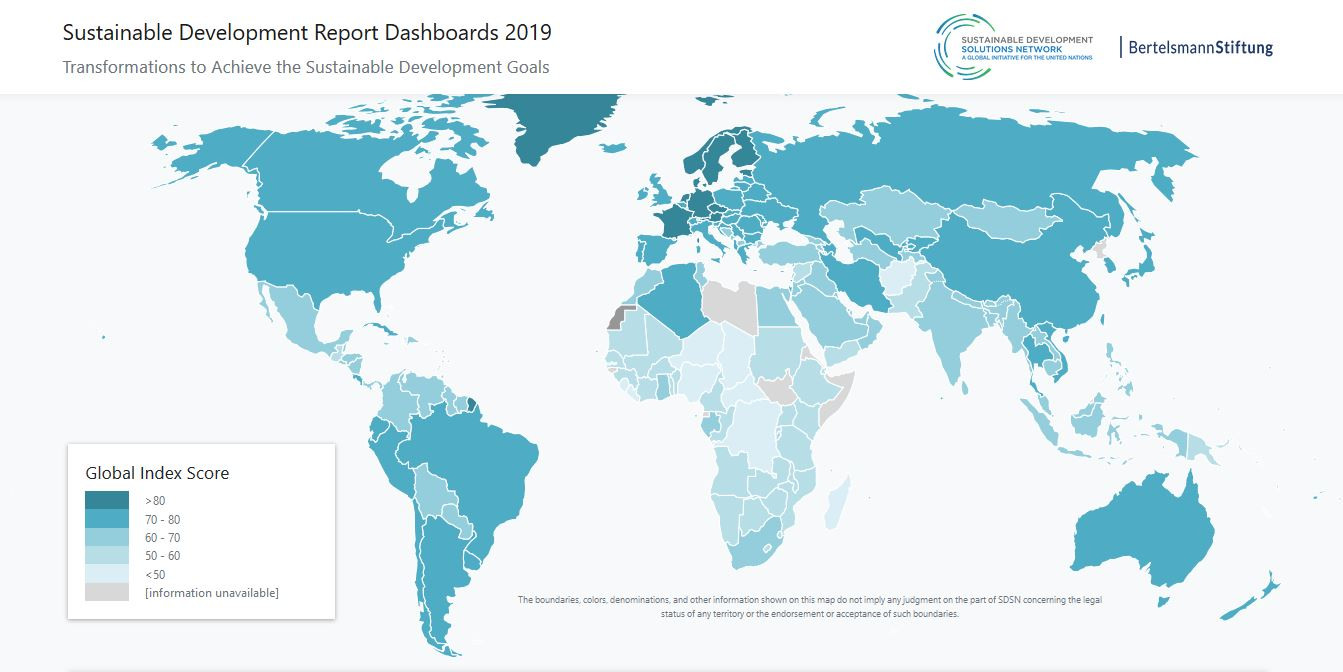 Sustainable Development Report Dashboards 2019
Transformations to Achieve the Sustainable Development Goals
SUSTAINABLE DEVELOPMENT
SOLUTIONS NETWORK
A GLOBAL INITIATIVE FOR THE UNITED NATIONS
BertelsmannStiftung
Global Index Score
>80
70 - 80
60 - 70
50 - 60
<50
[information unavailable]
The boundaries, colors, denominations, and other information shown on this map do not imply any judgment on the part of SDSN concerning the legal
status of any territory or the endorsement or acceptance of such boundaries.